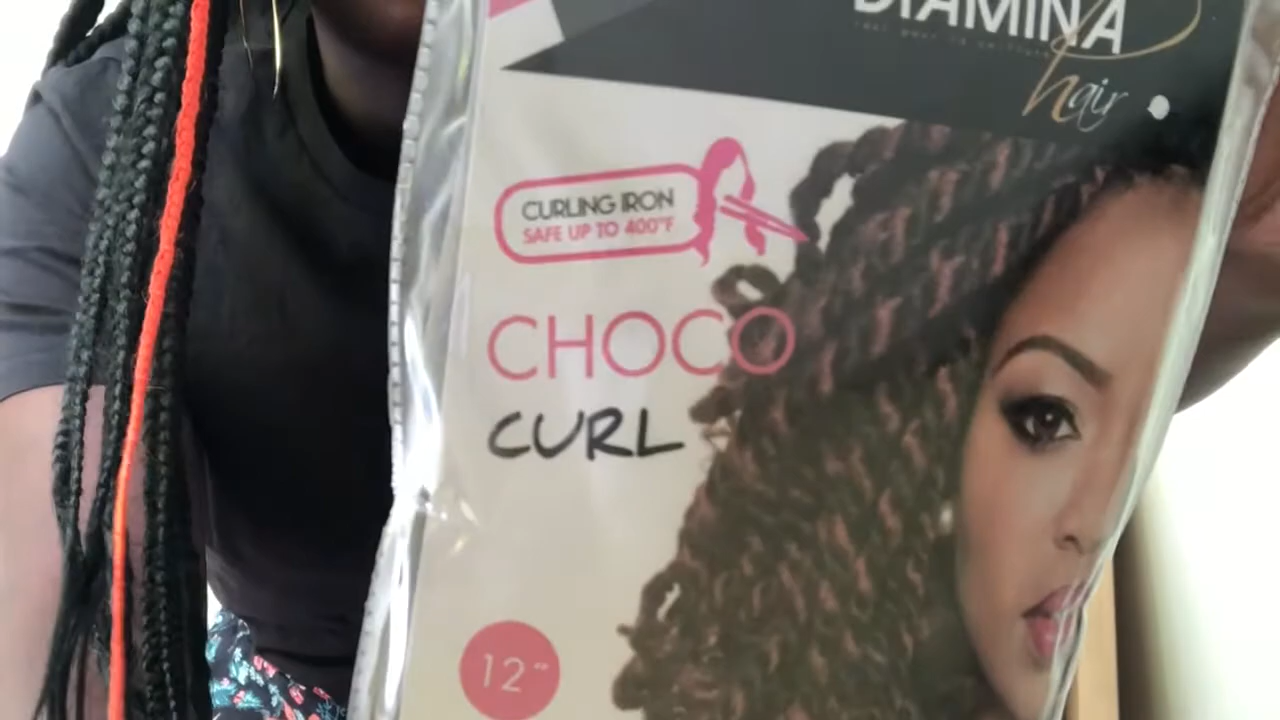 DIAMINA
hair
CURLING IRON
SAFE UP TO 400°F
CHOCO
CURL
12"